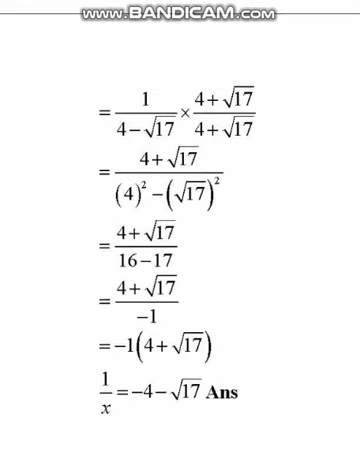 www.BANDICAM.com
= 1/(4 − √17) × (4 + √17)/(4 + √17)
= (4 + √17)/((4)² − (√17)²)
= (4 + √17)/(16 − 17)
= (4 + √17)/(−1)
= −1(4 + √17)
1/x = −4 − √17 Ans